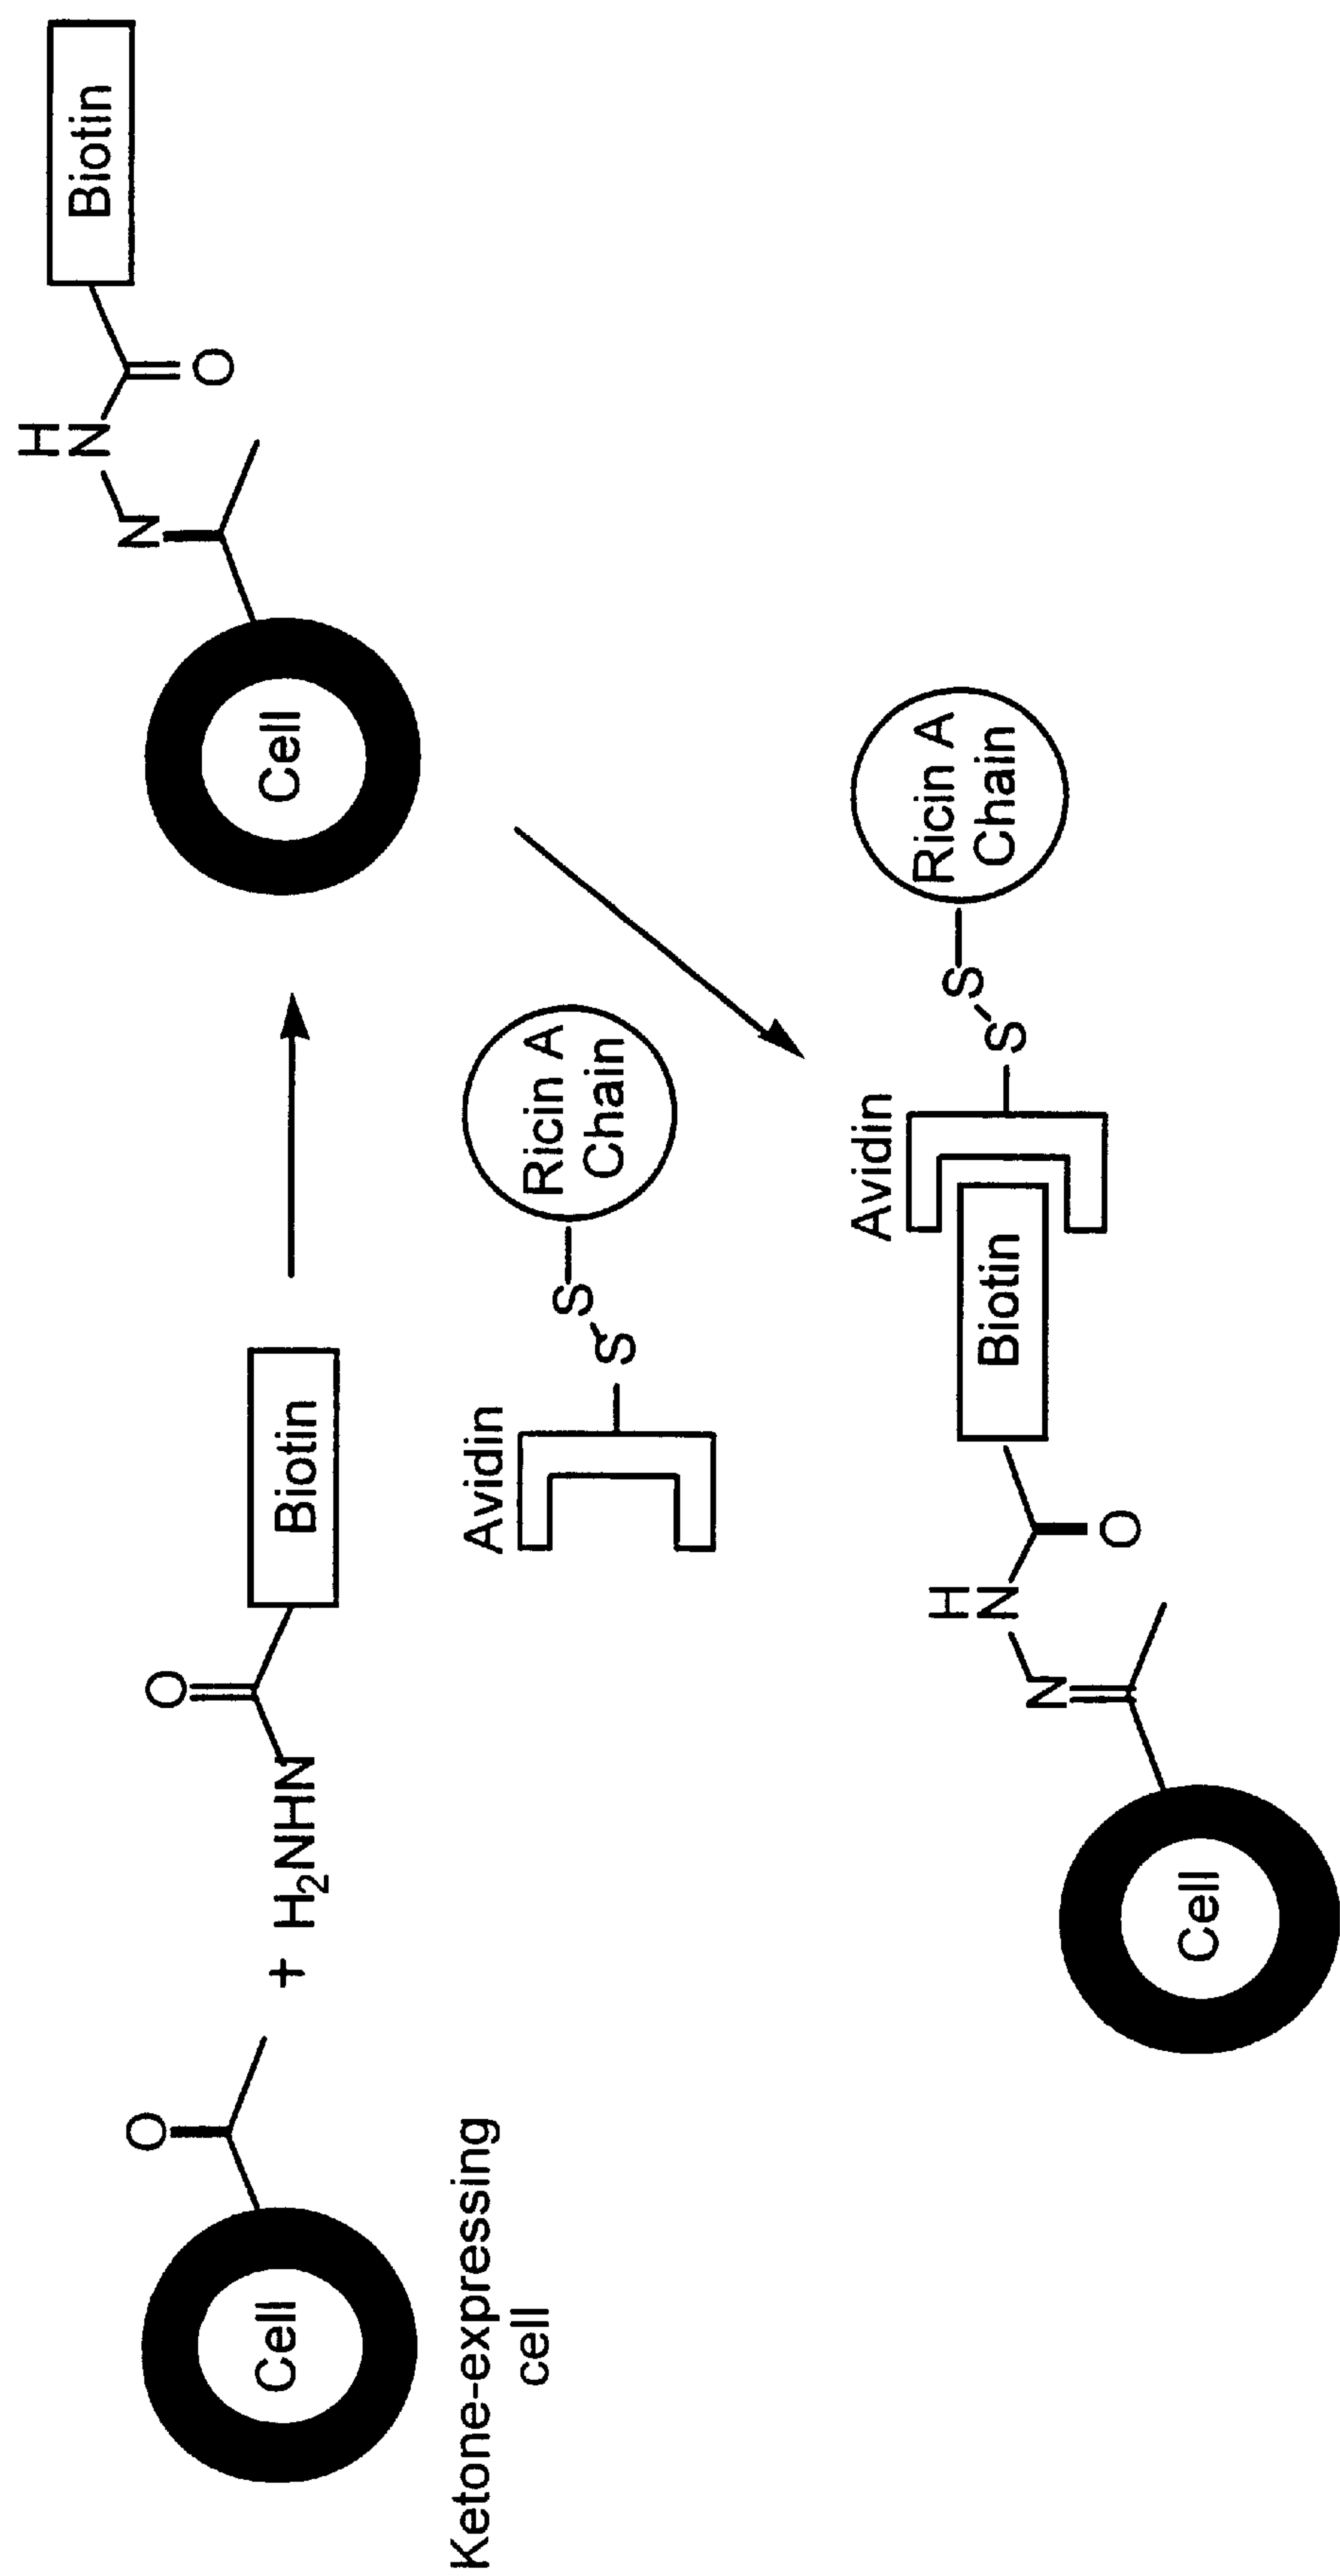 Cell
O
+ H₂NHN
O
Biotin
Ketone-expressing
cell
Cell
N
H
N
O
Biotin
Avidin
S
S
Ricin A
Chain
Cell
N
H
N
O
Biotin
Avidin
S
S
Ricin A
Chain